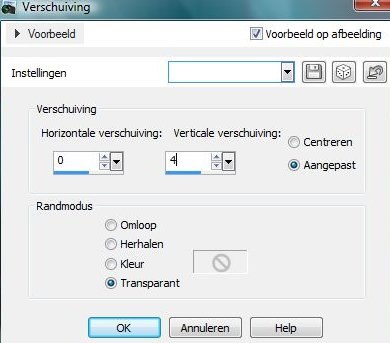 Verschuiving
Voorbeeld
Voorbeeld op afbeelding
Instellingen
Verschuiving
Horizontale verschuiving: Verticale verschuiving:
0 4
Centreren
Aangepast
Randmodus
Omloop
Herhalen
Kleur
Transparant
OK Annuleren Help